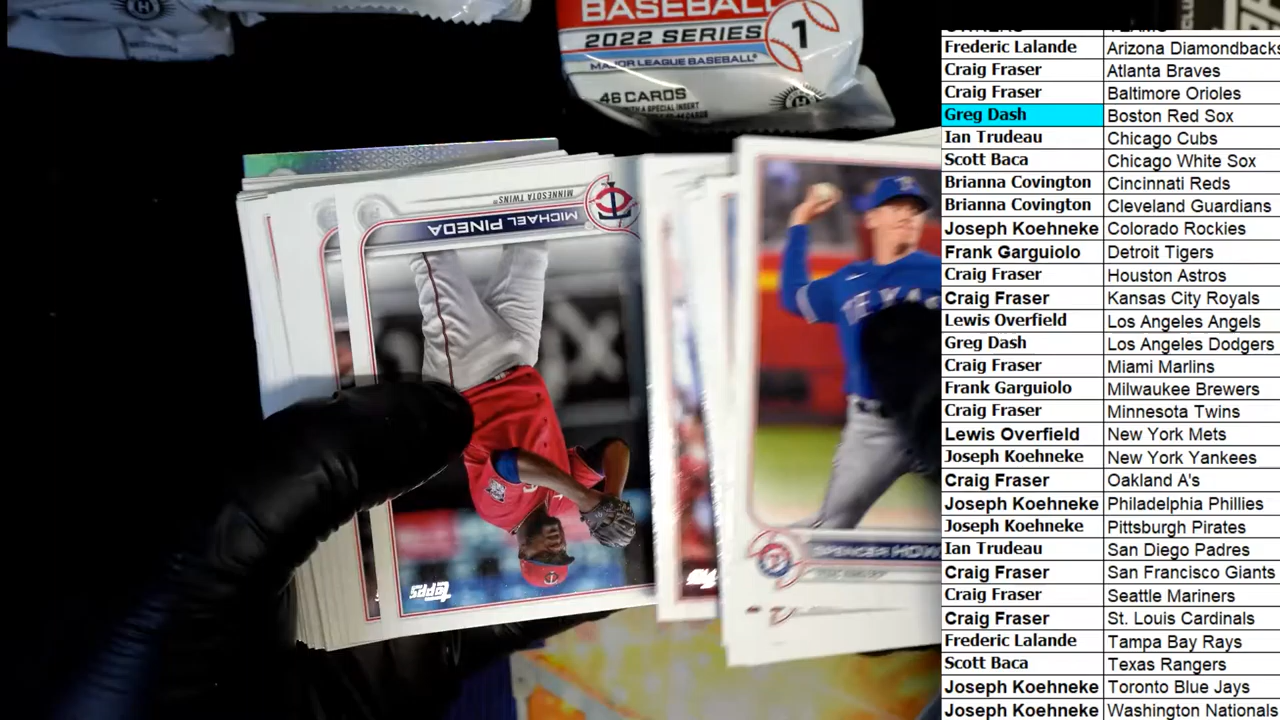 BASEBALL
2022 SERIES 1
MAJOR LEAGUE BASEBALL
46 CARDS
MINNESOTA TWINS
MICHAEL PINEDA
Topps
SPENCER HOW
OWNERS TEAMS
Frederic Lalande Arizona Diamondbacks
Craig Fraser Atlanta Braves
Craig Fraser Baltimore Orioles
Greg Dash Boston Red Sox
Ian Trudeau Chicago Cubs
Scott Baca Chicago White Sox
Brianna Covington Cincinnati Reds
Brianna Covington Cleveland Guardians
Joseph Koehneke Colorado Rockies
Frank Garguiolo Detroit Tigers
Craig Fraser Houston Astros
Craig Fraser Kansas City Royals
Lewis Overfield Los Angeles Angels
Greg Dash Los Angeles Dodgers
Craig Fraser Miami Marlins
Frank Garguiolo Milwaukee Brewers
Craig Fraser Minnesota Twins
Lewis Overfield New York Mets
Joseph Koehneke New York Yankees
Craig Fraser Oakland A's
Joseph Koehneke Philadelphia Phillies
Joseph Koehneke Pittsburgh Pirates
Ian Trudeau San Diego Padres
Craig Fraser San Francisco Giants
Craig Fraser Seattle Mariners
Craig Fraser St. Louis Cardinals
Frederic Lalande Tampa Bay Rays
Scott Baca Texas Rangers
Joseph Koehneke Toronto Blue Jays
Joseph Koehneke Washington Nationals